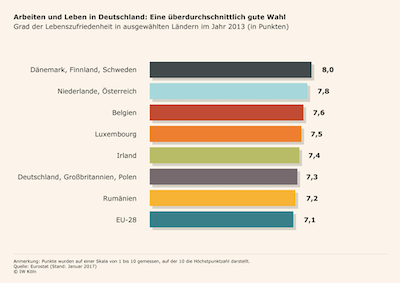 Arbeiten und Leben in Deutschland: Eine überdurchschnittlich gute Wahl
Grad der Lebenszufriedenheit in ausgewählten Ländern im Jahr 2013 (in Punkten)
Dänemark, Finnland, Schweden 8,0
Niederlande, Österreich 7,8
Belgien 7,6
Luxembourg 7,5
Irland 7,4
Deutschland, Großbritannien, Polen 7,3
Rumänien 7,2
EU-28 7,1
Anmerkung: Punkte wurden auf einer Skala von 1 bis 10 gemessen, auf der 10 die Höchstpunktzahl darstellt.
Quelle: Eurostat (Stand: Januar 2017)
© IW Köln